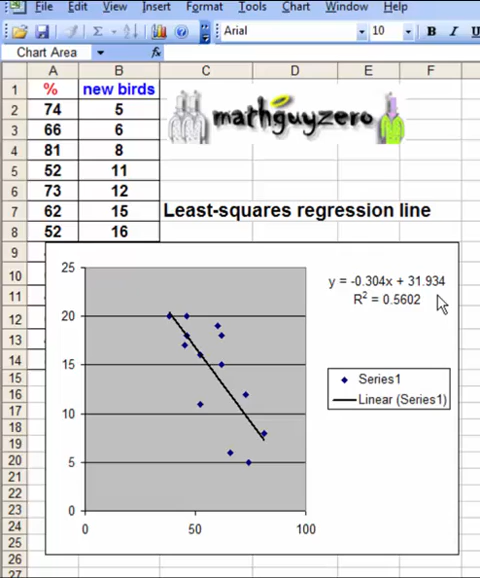 File Edit View Insert Format Tools Chart Window Help
Arial 10 B I
Chart Area fx
A B C D E F
1 % new birds
mathguyzero
2 74 5
3 66 6
4 81 8
5 52 11
6 73 12
7 62 15 Least-squares regression line
8 52 16
9
10
11
12
13
14
15
16
17
18
19
20
21
22
23
24
25
26
27
25
20
15
10
5
0
0 50 100
y = -0.304x + 31.934
R² = 0.5602
Series1
Linear (Series1)